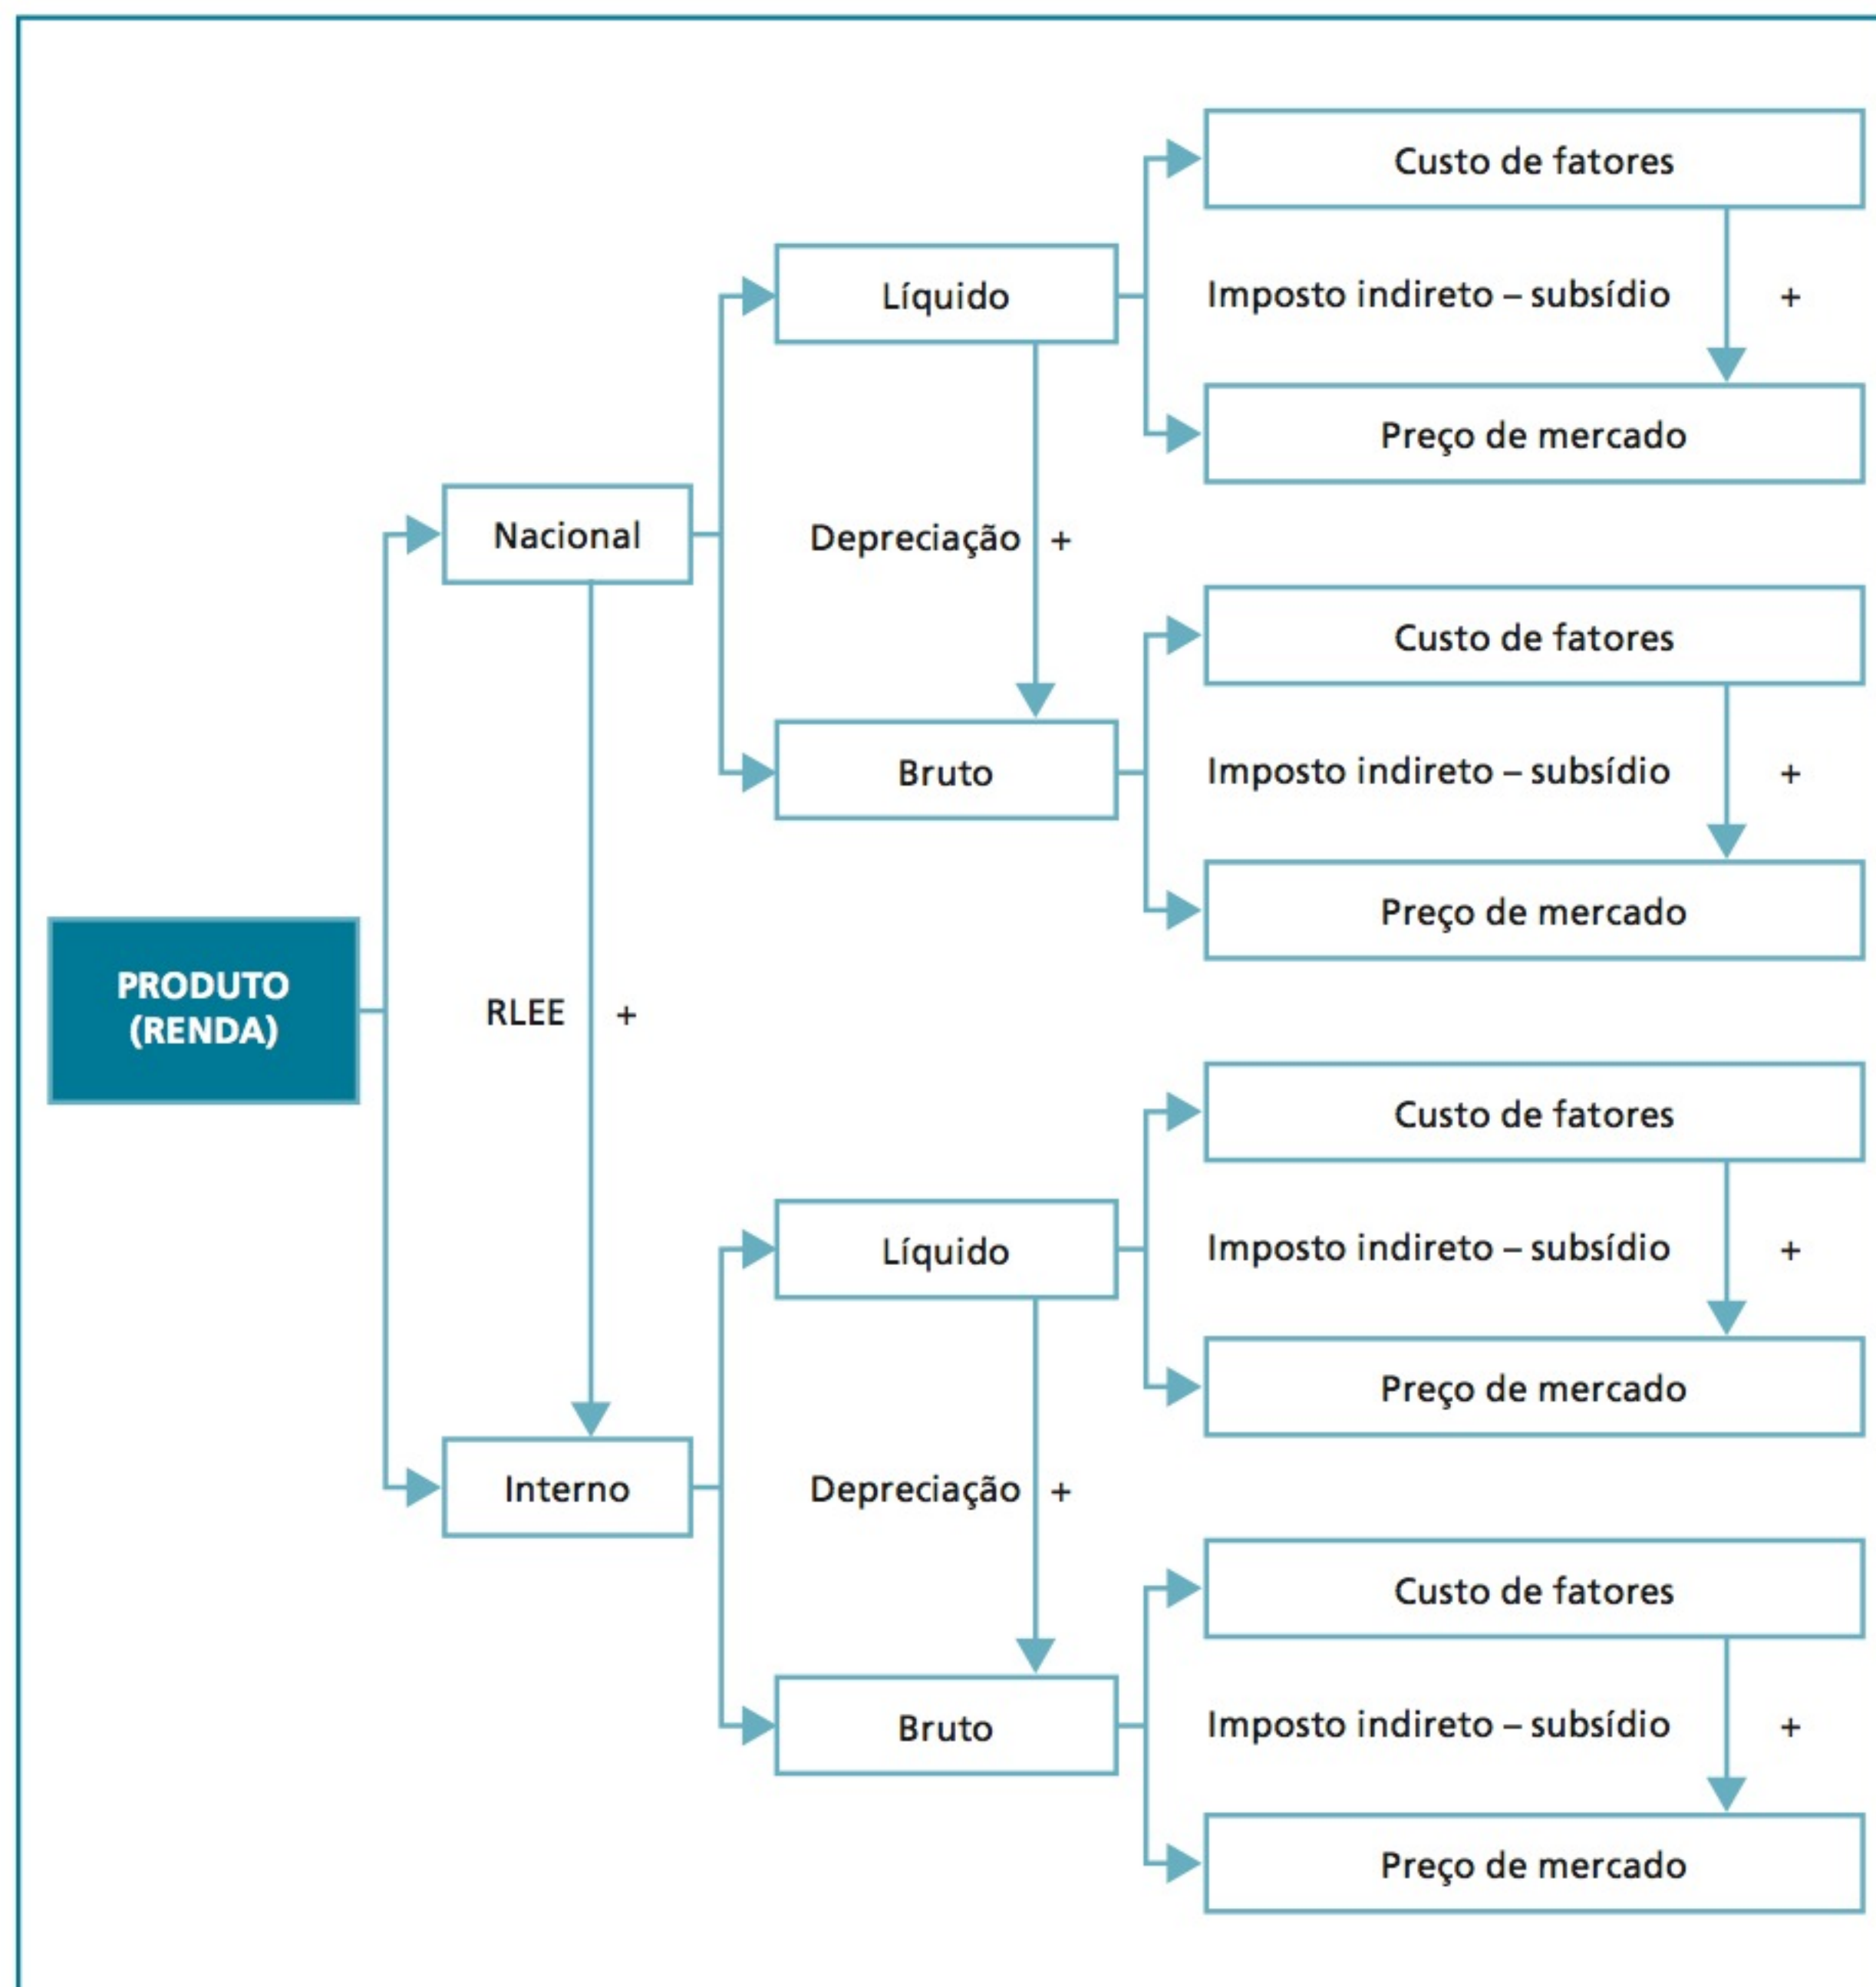 Custo de fatores
Líquido
Imposto indireto – subsídio +
Preço de mercado
Nacional
Depreciação +
Custo de fatores
Bruto
Imposto indireto – subsídio +
Preço de mercado
PRODUTO
(RENDA)
RLEE +
Custo de fatores
Líquido
Imposto indireto – subsídio +
Preço de mercado
Interno
Depreciação +
Custo de fatores
Bruto
Imposto indireto – subsídio +
Preço de mercado